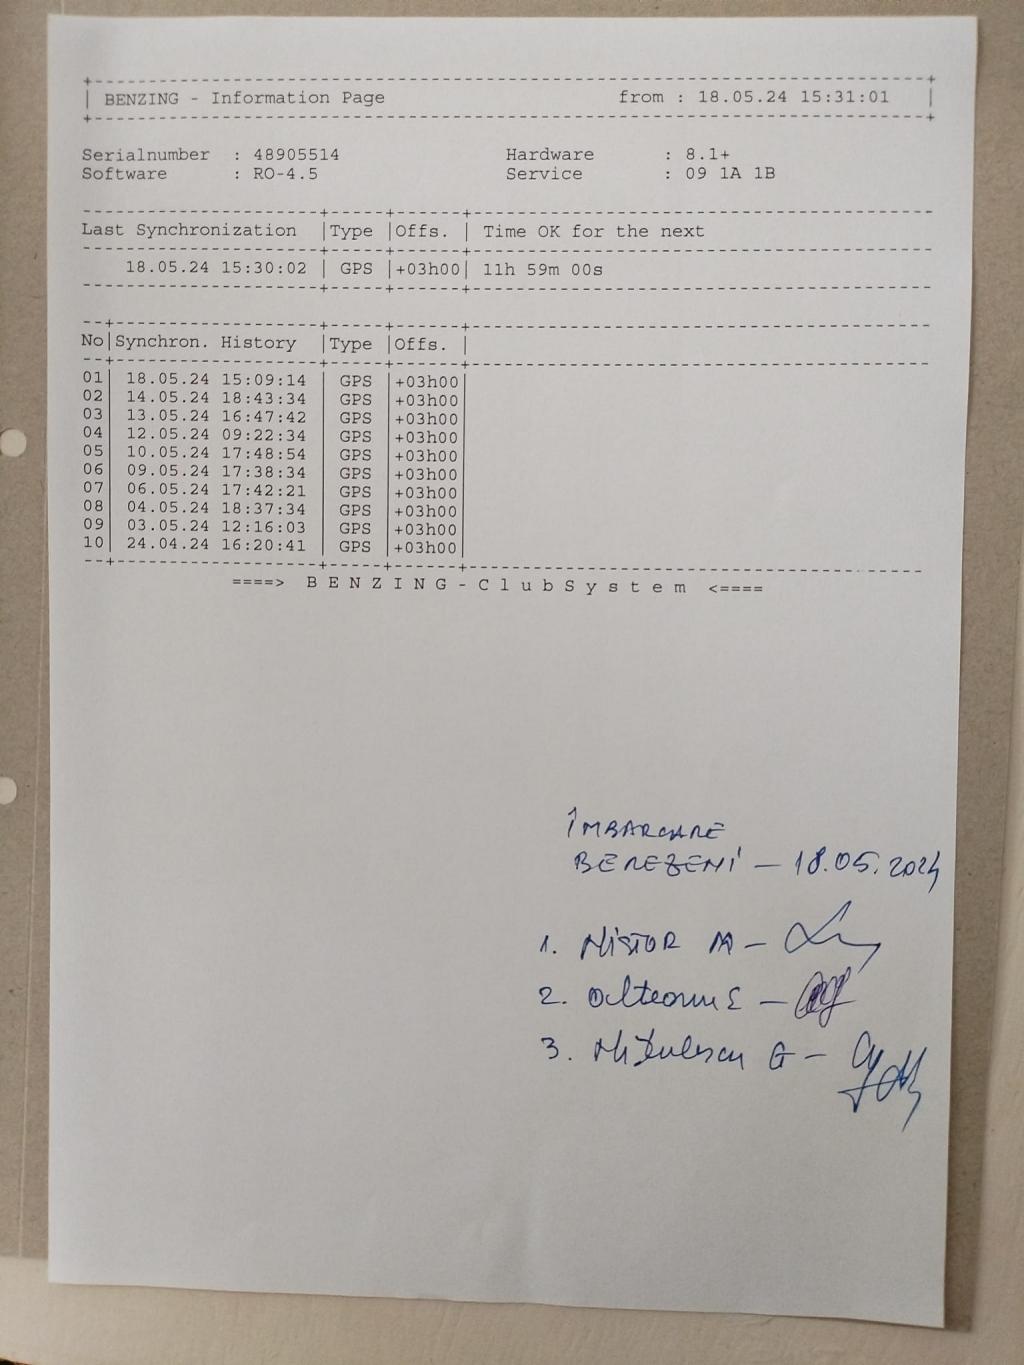 BENZING - Information Page from : 18.05.24 15:31:01
Serialnumber : 48905514 Hardware : 8.1+
Software : RO-4.5 Service : 09 1A 1B
Last Synchronization |Type |Offs. | Time OK for the next
18.05.24 15:30:02 | GPS |+03h00| 11h 59m 00s
No|Synchron. History |Type |Offs. |
01| 18.05.24 15:09:14 | GPS |+03h00|
02| 14.05.24 18:43:34 | GPS |+03h00|
03| 13.05.24 16:47:42 | GPS |+03h00|
04| 12.05.24 09:22:34 | GPS |+03h00|
05| 10.05.24 17:48:54 | GPS |+03h00|
06| 09.05.24 17:38:34 | GPS |+03h00|
07| 06.05.24 17:42:21 | GPS |+03h00|
08| 04.05.24 18:37:34 | GPS |+03h00|
09| 03.05.24 12:16:03 | GPS |+03h00|
10| 24.04.24 16:20:41 | GPS |+03h00|
====> B E N Z I N G - C l u b S y s t e m <====
ÎMBARCARE
BEREZENI – 18.05.2024
1. NISTOR M –
2. Olteanu E –
3. G –